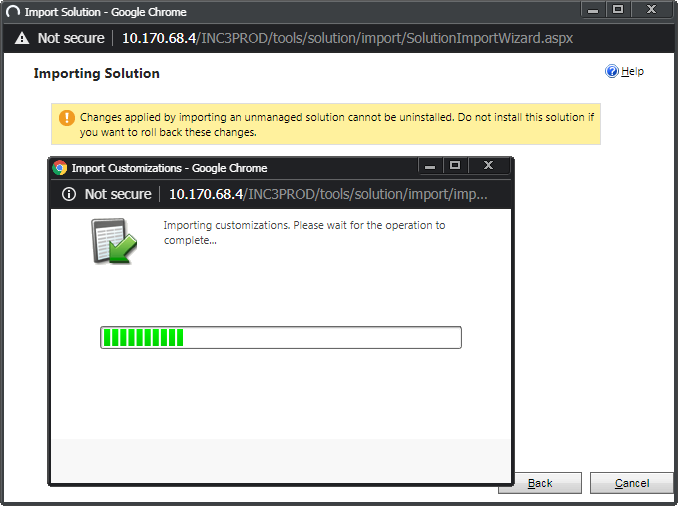 Import Solution - Google Chrome
Not secure | 10.170.68.4/INC3PROD/tools/solution/import/SolutionImportWizard.aspx
Importing Solution
Help
Changes applied by importing an unmanaged solution cannot be uninstalled. Do not install this solution if
you want to roll back these changes.
Import Customizations - Google Chrome
Not secure | 10.170.68.4/INC3PROD/tools/solution/import/imp...
Importing customizations. Please wait for the operation to
complete...
Back
Cancel